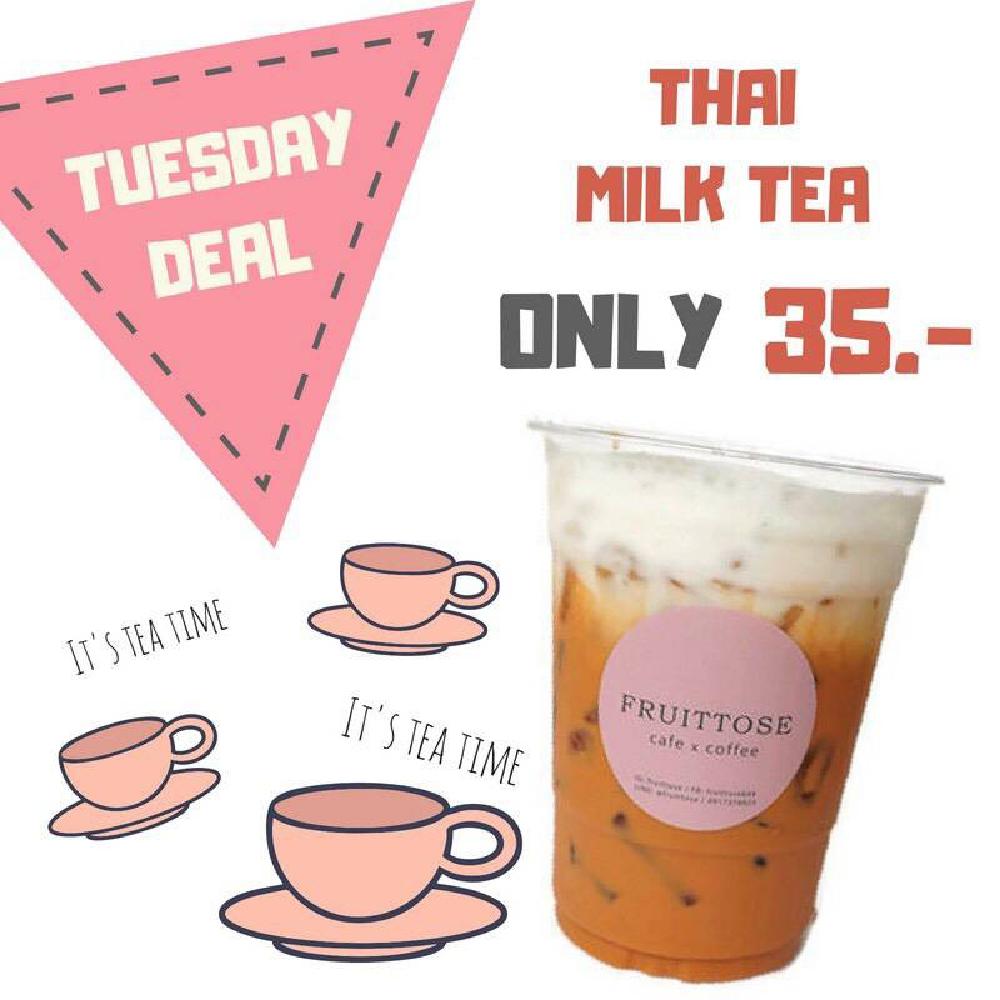 TUESDAY
DEAL
THAI
MILK TEA
ONLY 35.-
IT'S TEA TIME
IT'S TEA TIME
FRUITTOSE
cafe x coffee